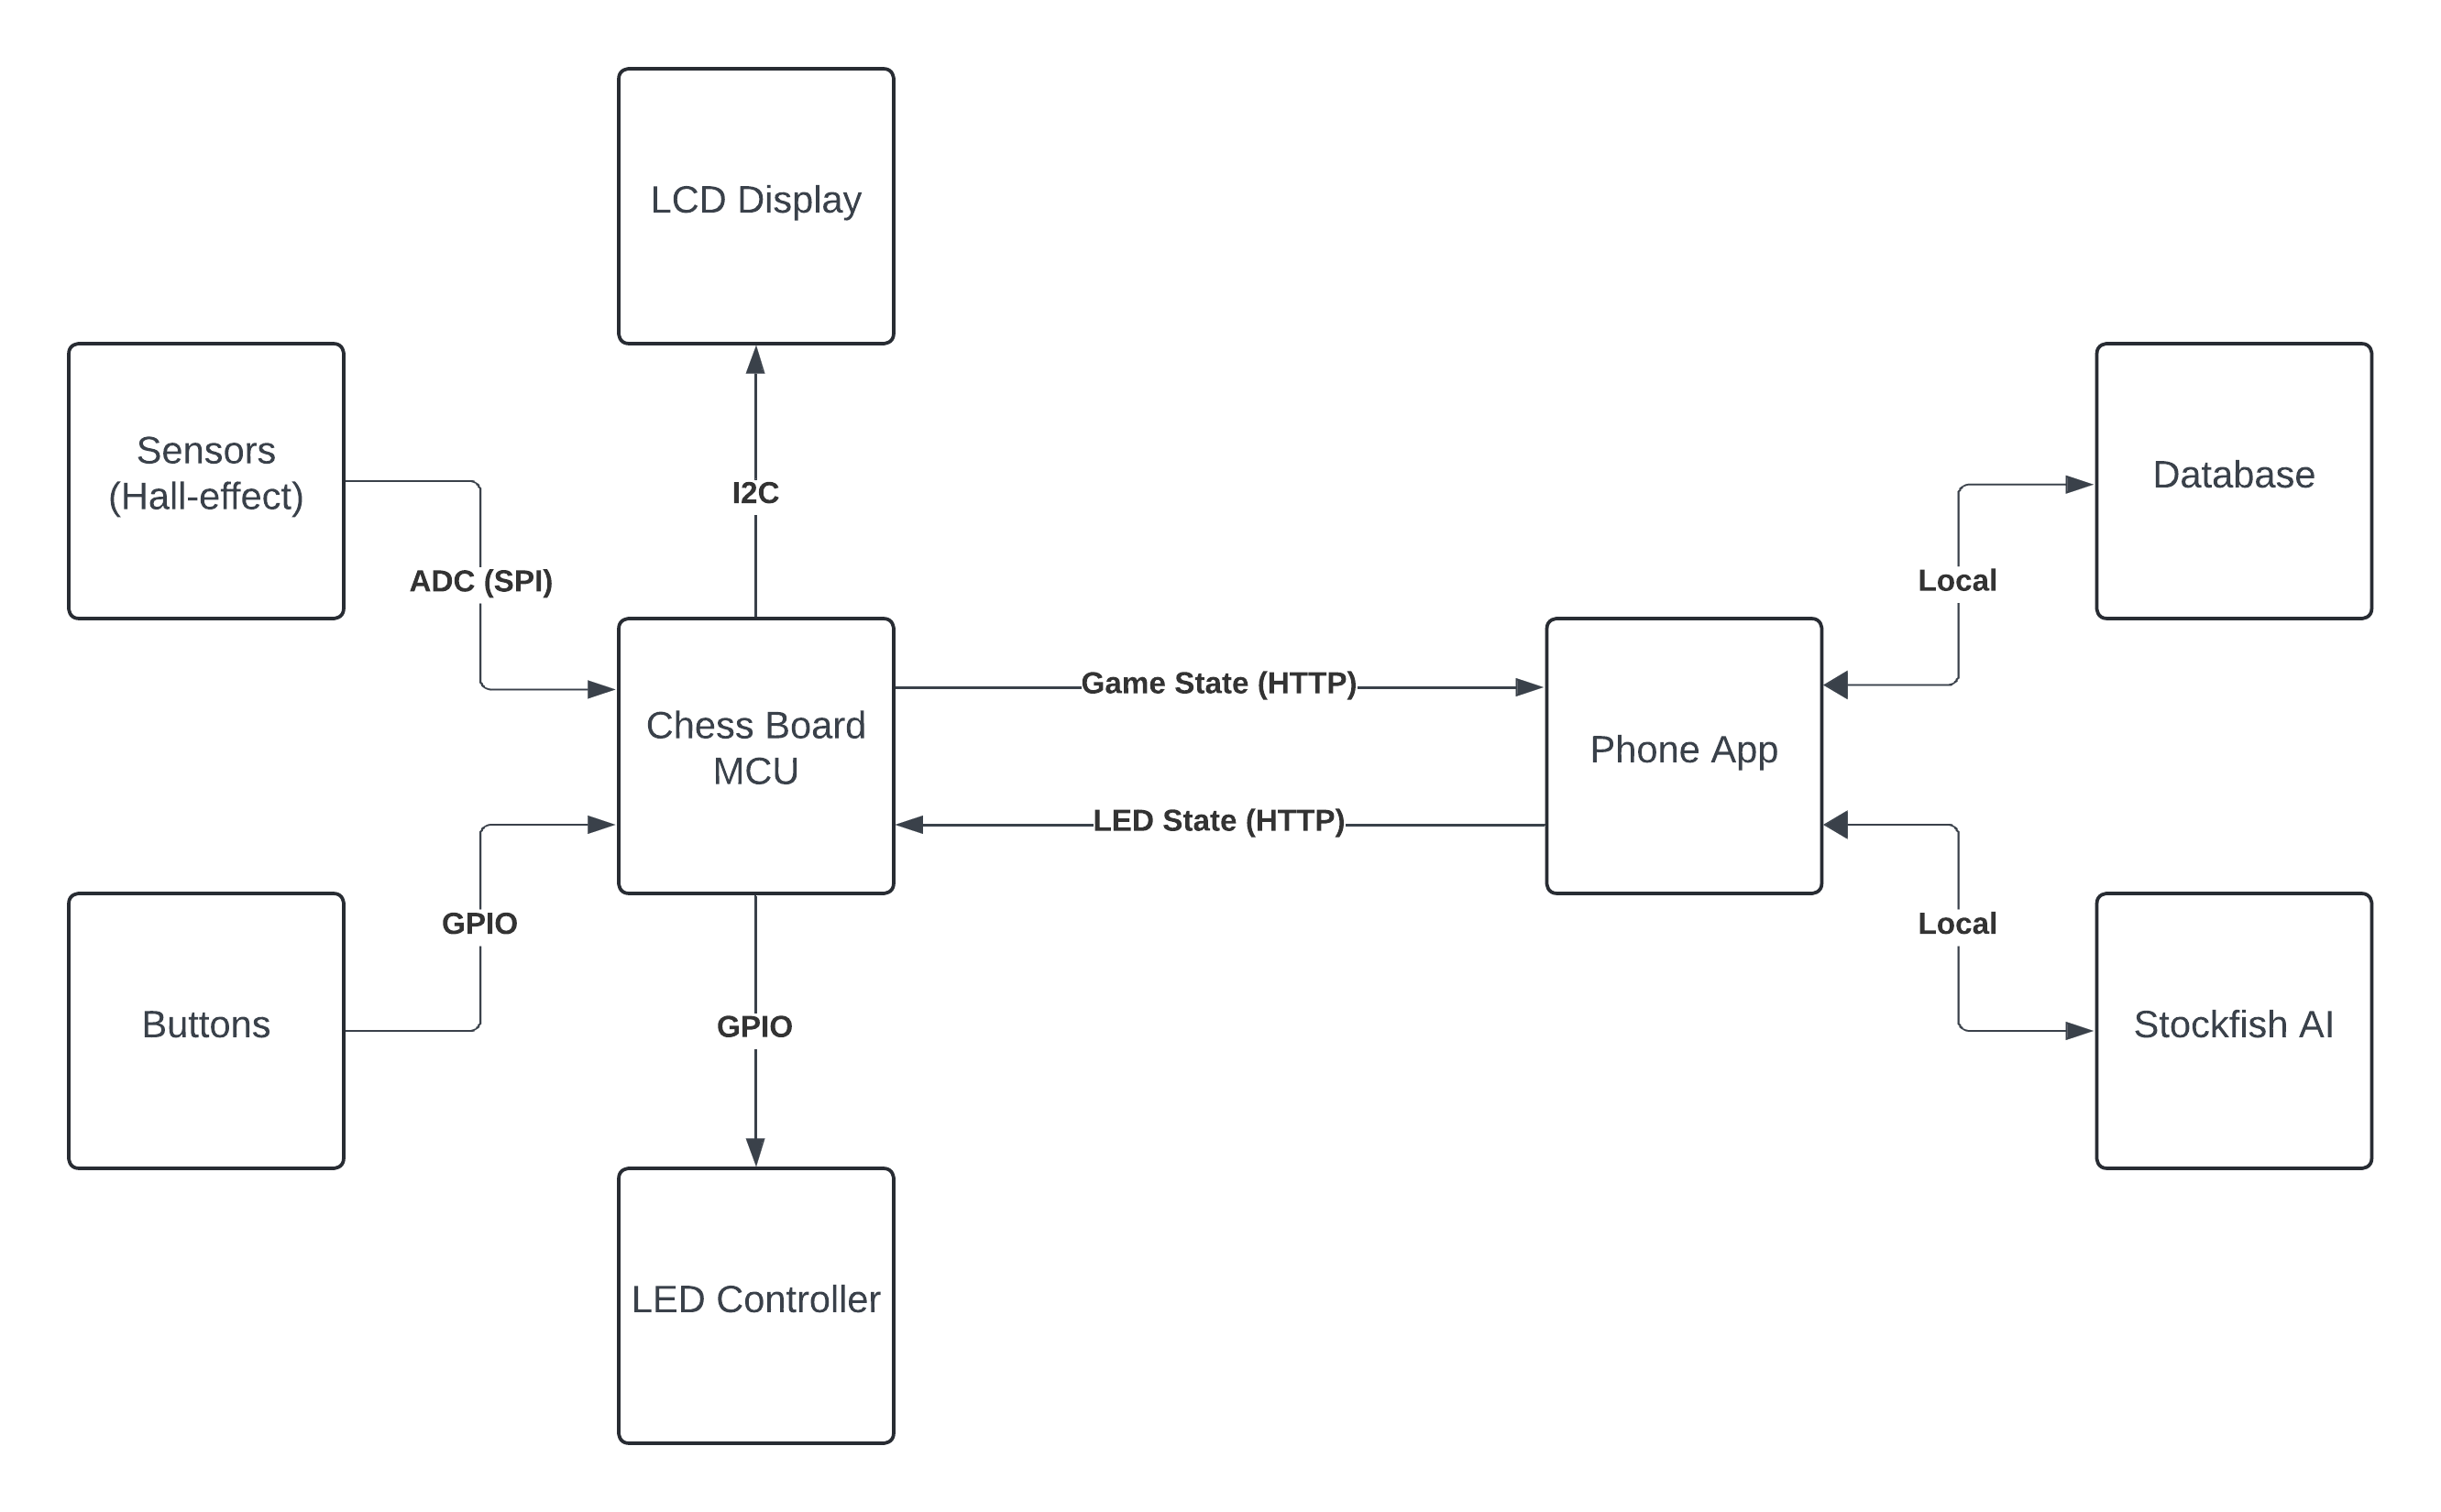 LCD Display
Sensors
(Hall-effect)
I2C
Database
ADC (SPI)
Local
Game State (HTTP)
Chess Board
MCU
Phone App
LED State (HTTP)
GPIO
Local
Buttons
GPIO
Stockfish AI
LED Controller